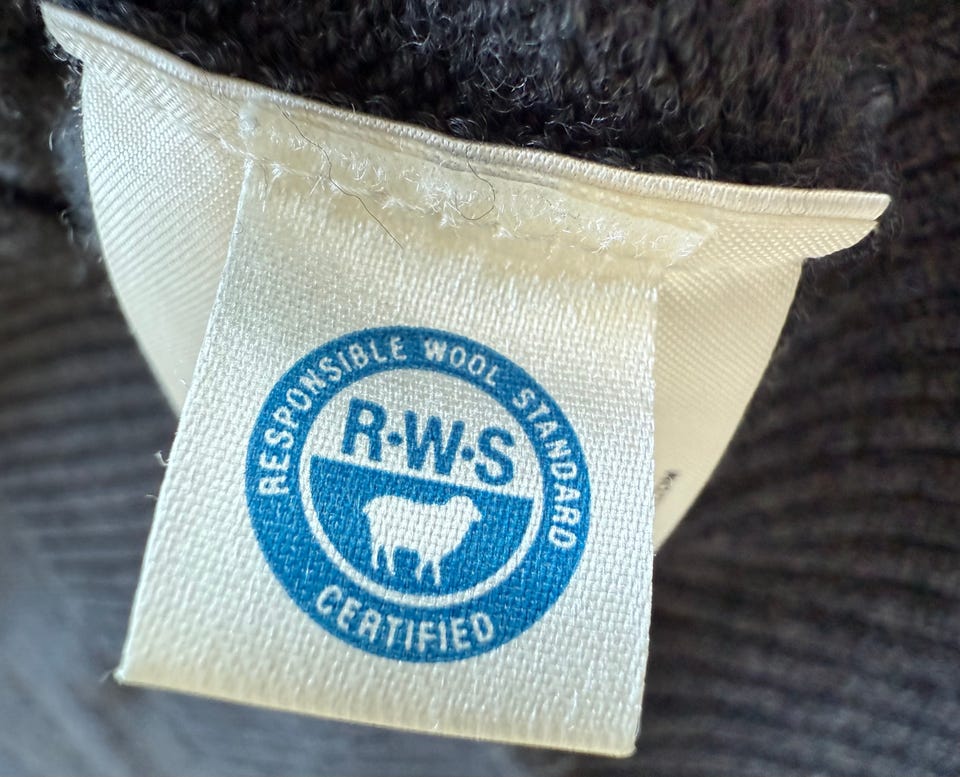 RESPONSIBLE WOOL STANDARD
R·W·S
CERTIFIED